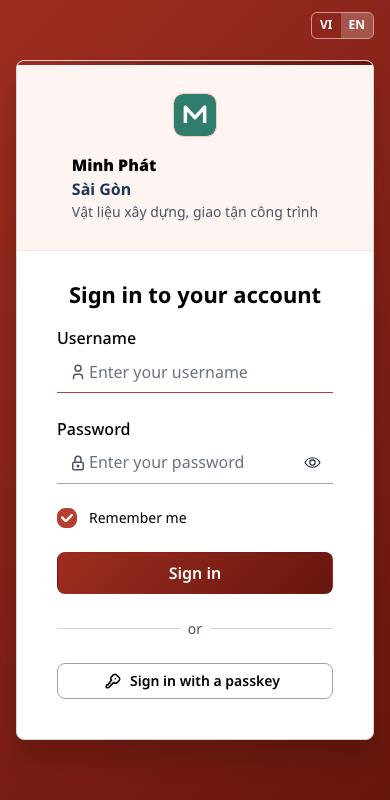 VI EN
Minh Phát
Sài Gòn
Vật liệu xây dựng, giao tận công trình
Sign in to your account
Username
Enter your username
Password
Enter your password
Remember me
Sign in
or
Sign in with a passkey